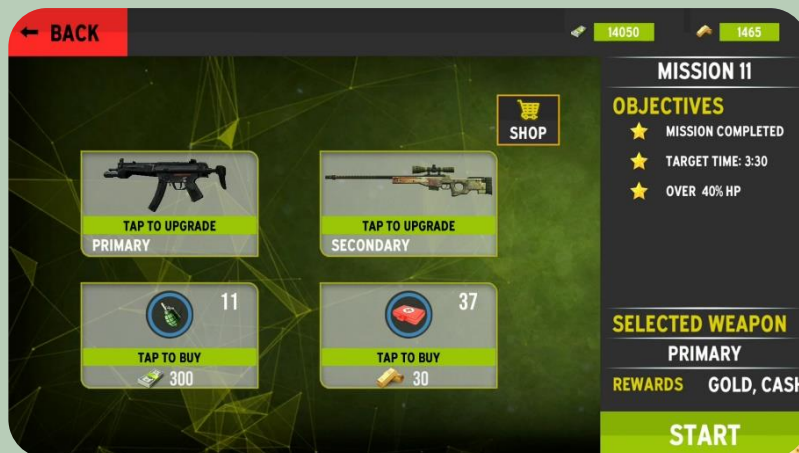 BACK
14050
1465
MISSION 11
OBJECTIVES
MISSION COMPLETED
TARGET TIME: 3:30
OVER 40% HP
SHOP
TAP TO UPGRADE
PRIMARY
TAP TO UPGRADE
SECONDARY
11
TAP TO BUY
300
37
TAP TO BUY
30
SELECTED WEAPON
PRIMARY
REWARDS GOLD, CASH
START